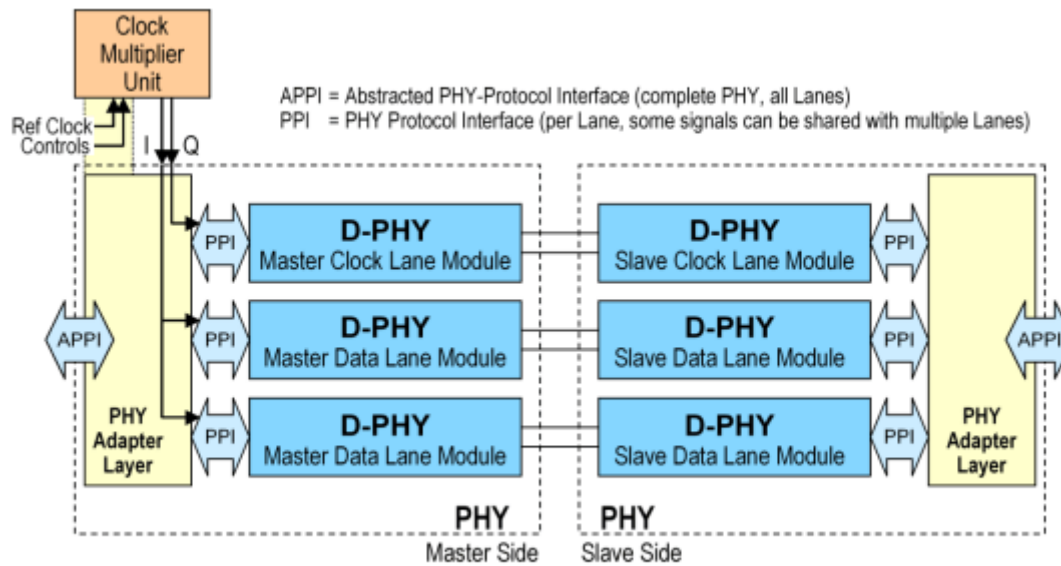 Clock
Multiplier
Unit
APPI = Abstracted PHY-Protocol Interface (complete PHY, all Lanes)
PPI = PHY Protocol Interface (per Lane, some signals can be shared with multiple Lanes)
Ref Clock
Controls
I
Q
PPI
D-PHY
Master Clock Lane Module
D-PHY
Slave Clock Lane Module
PPI
APPI
PPI
D-PHY
Master Data Lane Module
D-PHY
Slave Data Lane Module
PPI
APPI
PHY
Adapter
Layer
PPI
D-PHY
Master Data Lane Module
D-PHY
Slave Data Lane Module
PPI
PHY
Adapter
Layer
PHY
Master Side
PHY
Slave Side